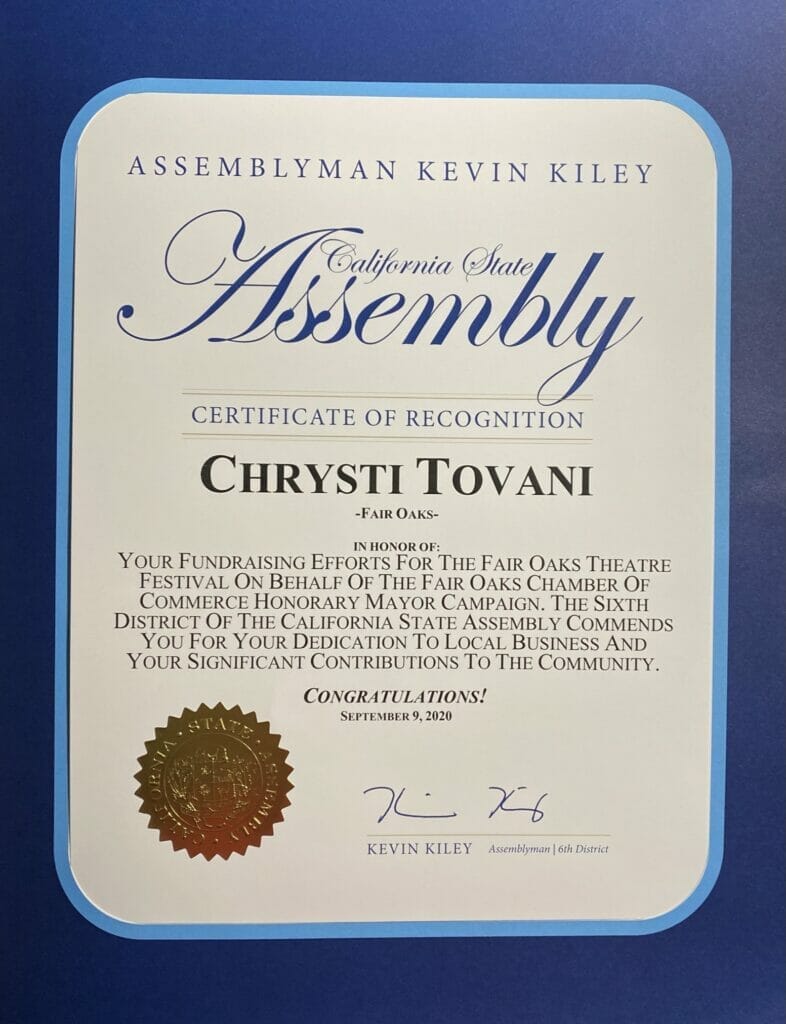 ASSEMBLYMAN KEVIN KILEY
California State
Assembly
CERTIFICATE OF RECOGNITION
CHRYSTI TOVANI
-FAIR OAKS-
IN HONOR OF:
YOUR FUNDRAISING EFFORTS FOR THE FAIR OAKS THEATRE
FESTIVAL ON BEHALF OF THE FAIR OAKS CHAMBER OF
COMMERCE HONORARY MAYOR CAMPAIGN. THE SIXTH
DISTRICT OF THE CALIFORNIA STATE ASSEMBLY COMMENDS
YOU FOR YOUR DEDICATION TO LOCAL BUSINESS AND
YOUR SIGNIFICANT CONTRIBUTIONS TO THE COMMUNITY.
CONGRATULATIONS!
SEPTEMBER 9, 2020
CALIFORNIA · STATE · ASSEMBLY
KEVIN KILEY Assemblyman | 6th District